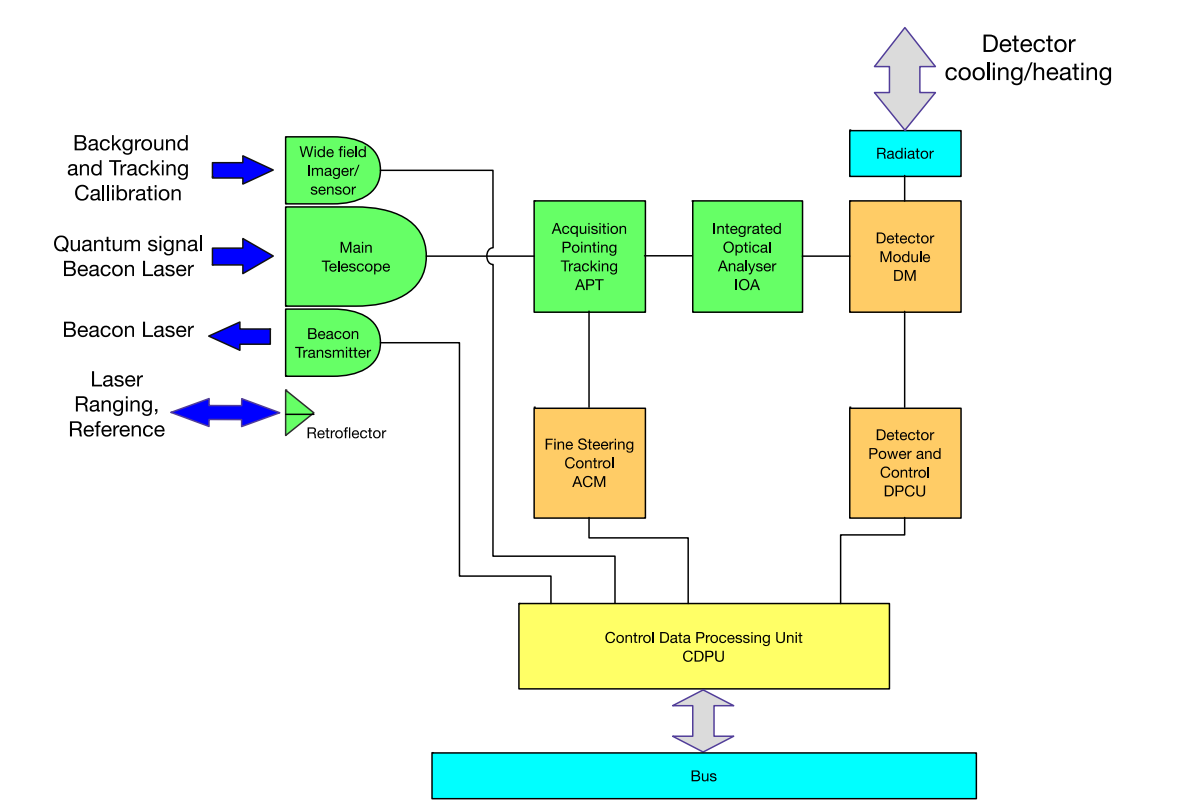 Detector
cooling/heating
Background
and Tracking
Callibration
Wide field
Imager/
sensor
Radiator
Quantum signal
Beacon Laser
Main
Telescope
Acquisition
Pointing
Tracking
APT
Integrated
Optical
Analyser
IOA
Detector
Module
DM
Beacon Laser
Beacon
Transmitter
Laser
Ranging,
Reference
Retroflector
Fine Steering
Control
ACM
Detector
Power and
Control
DPCU
Control Data Processing Unit
CDPU
Bus